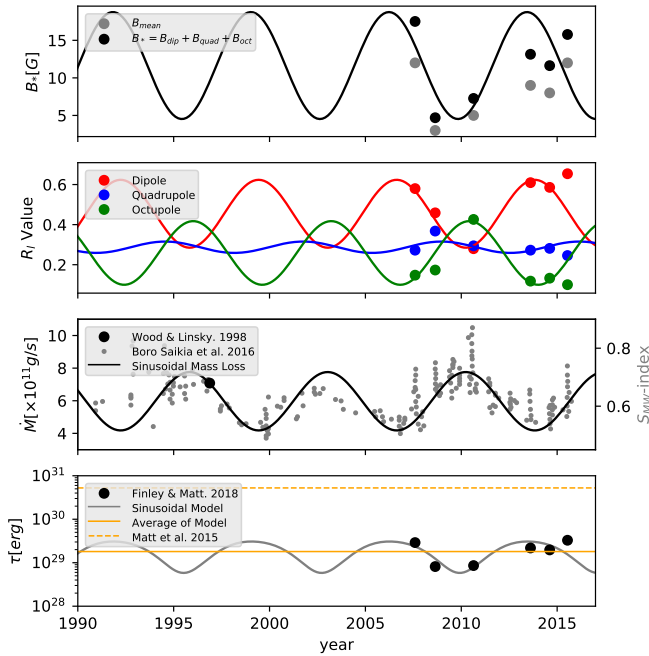 15
10
5
B_*[G]
B_mean
B_* = B_dip + B_quad + B_oct
0.6
0.4
0.2
R_l Value
Dipole
Quadrupole
Octupole
10
8
6
4
Ṁ[×10^11 g/s]
Wood & Linsky. 1998
Boro Saikia et al. 2016
Sinusoidal Mass Loss
0.8
0.6
S_MW-index
10^31
10^30
10^29
10^28
τ[erg]
Finley & Matt. 2018
Sinusoidal Model
Average of Model
Matt et al. 2015
1990 1995 2000 2005 2010 2015
year